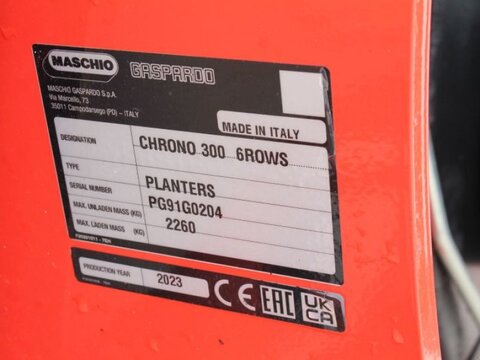 MASCHIO GASPARDO
MASCHIO GASPARDO S.p.A.
Via Marcello, 73
35011 Campodarsego (PD) – ITALY
MADE IN ITALY
DESIGNATION CHRONO 300 6ROWS
TYPE
SERIAL NUMBER PLANTERS
MAX. UNLADEN MASS (KG) PG91G0204
MAX. LADEN MASS (KG) 2260
PRODUCTION YEAR 2023
CE EAC UK CA